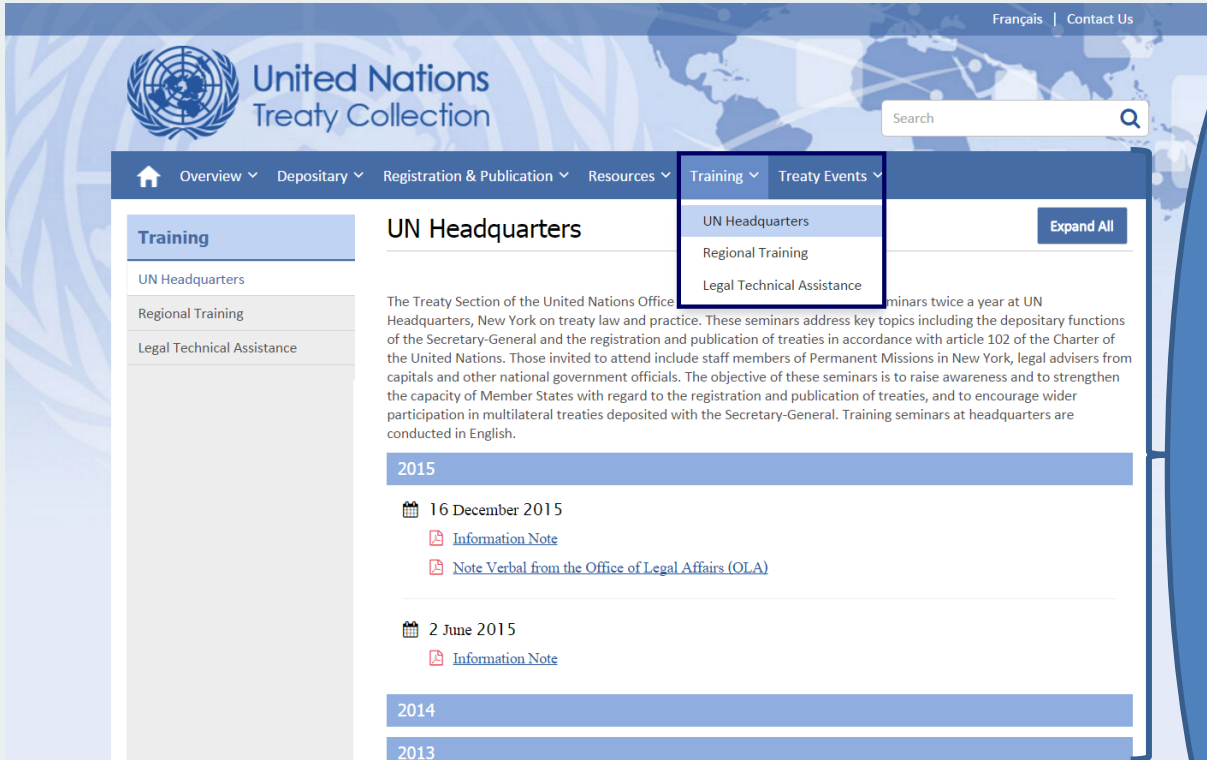 Français | Contact Us
United Nations
Treaty Collection
Search
Overview Depositary Registration & Publication Resources Training Treaty Events
UN Headquarters
Regional Training
Legal Technical Assistance
Training
UN Headquarters
Regional Training
Legal Technical Assistance
UN Headquarters
Expand All
The Treaty Section of the United Nations Office minars twice a year at UN
Headquarters, New York on treaty law and practice. These seminars address key topics including the depositary functions
of the Secretary-General and the registration and publication of treaties in accordance with article 102 of the Charter of
the United Nations. Those invited to attend include staff members of Permanent Missions in New York, legal advisers from
capitals and other national government officials. The objective of these seminars is to raise awareness and to strengthen
the capacity of Member States with regard to the registration and publication of treaties, and to encourage wider
participation in multilateral treaties deposited with the Secretary-General. Training seminars at headquarters are
conducted in English.
2015
16 December 2015
Information Note
Note Verbal from the Office of Legal Affairs (OLA)
2 June 2015
Information Note
2014
2013